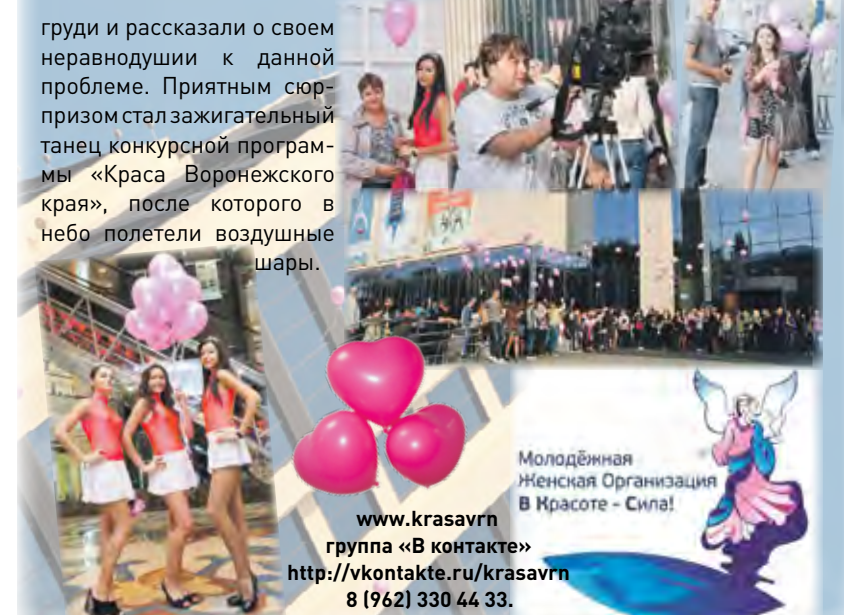 груди и рассказали о своем
неравнодушии к данной
проблеме. Приятным сюр-
призом стал зажигательный
танец конкурсной програм-
мы «Краса Воронежского
края», после которого в
небо полетели воздушные
шары.
Молодёжная
Женская Организация
В Красоте - Сила!
www.krasavrn
группа «В контакте»
http://vkontakte.ru/krasavrn
8 (962) 330 44 33.